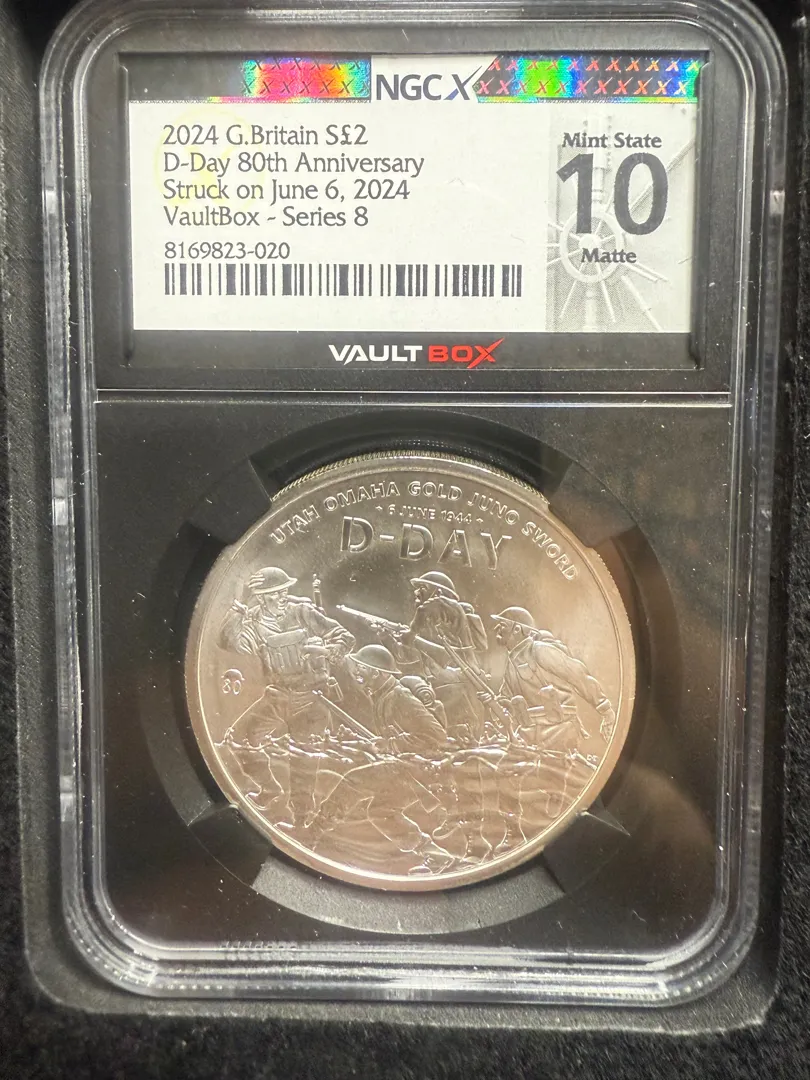 NGC X
2024 G.Britain S£2
D-Day 80th Anniversary
Struck on June 6, 2024
VaultBox - Series 8
8169823-020
Mint State
10
Matte
VAULT BOX
UTAH OMAHA GOLD JUNO SWORD
• 6 JUNE 1944 •
D-DAY
80